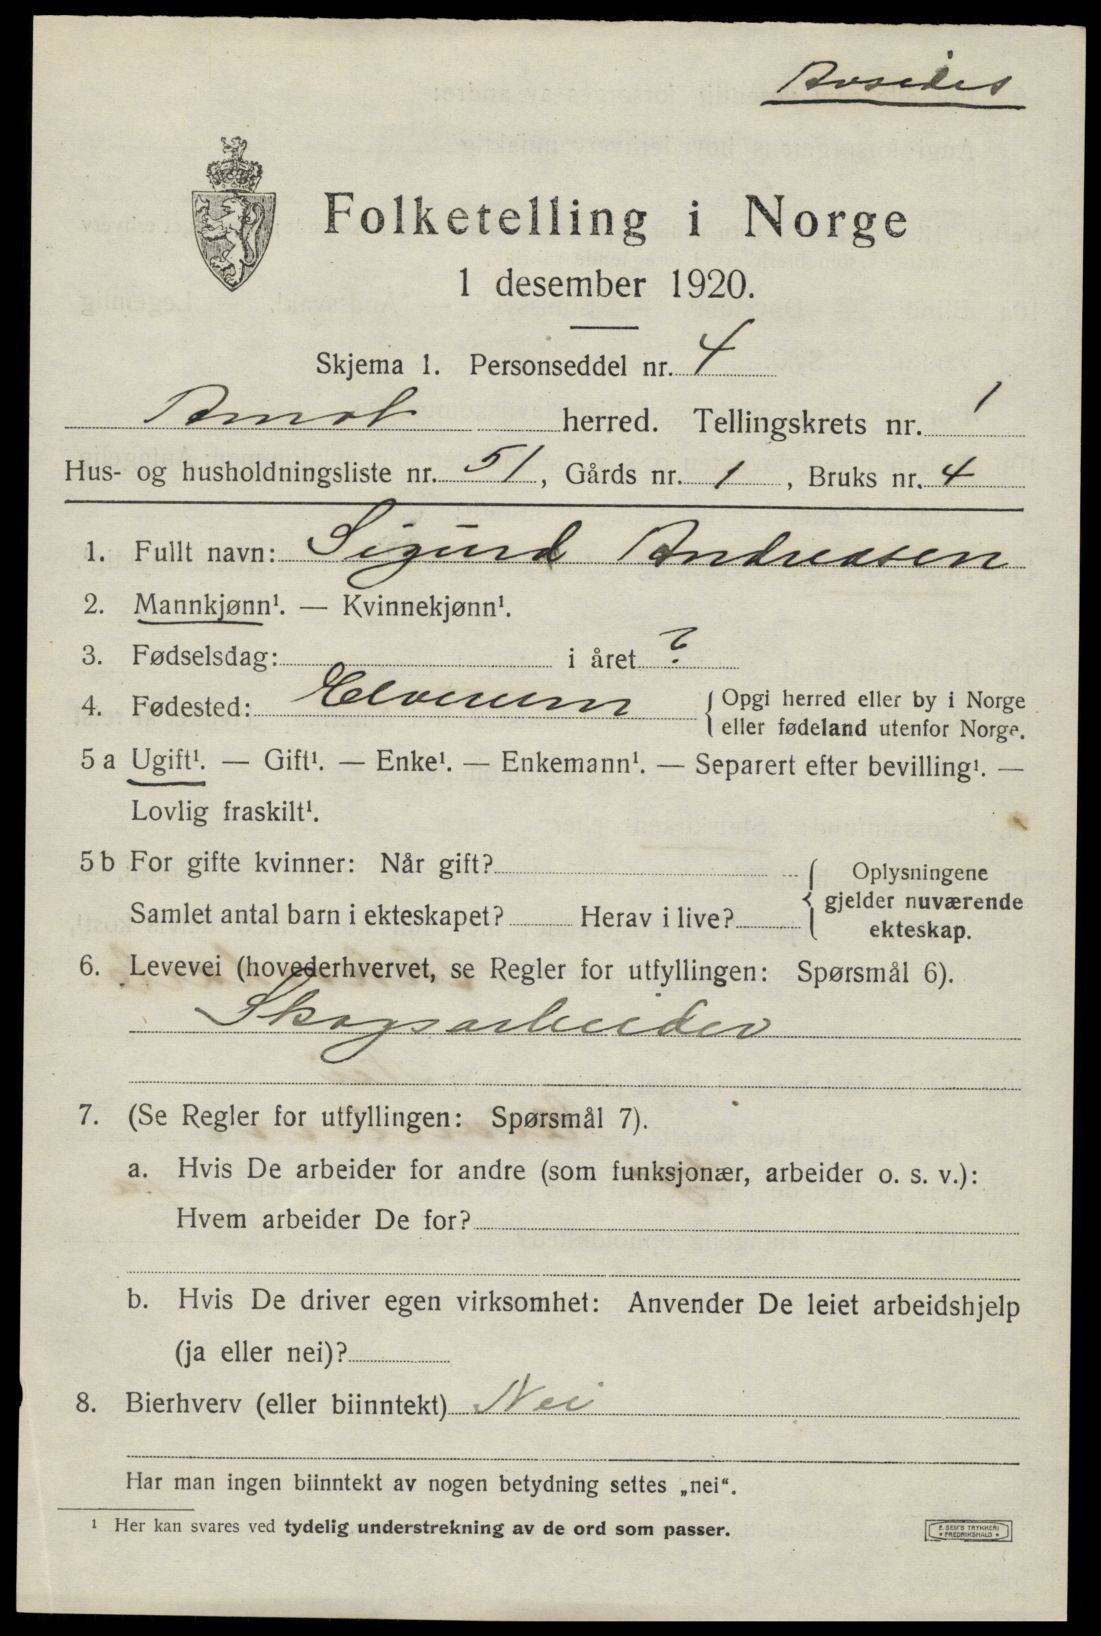 Avsides
Folketelling i Norge
1 desember 1920.
Skjema 1. Personseddel nr. 4
Amot herred. Tellingskrets nr. 1
Hus- og husholdningsliste nr. 51, Gårds nr. 1, Bruks nr. 4
1. Fullt navn: Sigurd Andreasen
2. Mannkjønn¹. — Kvinnekjønn¹.
3. Fødselsdag: i året ?
4. Fødested: Elverum { Opgi herred eller by i Norge
eller fødeland utenfor Norge.
5 a Ugift¹. — Gift¹. — Enke¹. — Enkemann¹. — Separert efter bevilling¹. —
Lovlig fraskilt¹.
5 b For gifte kvinner: Når gift?
Samlet antal barn i ekteskapet? Herav i live?
{ Oplysningene
gjelder nuværende
ekteskap.
6. Levevei (hovederhvervet, se Regler for utfyllingen: Spørsmål 6).
Skogsarbeider
7. (Se Regler for utfyllingen: Spørsmål 7).
a. Hvis De arbeider for andre (som funksjonær, arbeider o. s. v.):
Hvem arbeider De for?
b. Hvis De driver egen virksomhet: Anvender De leiet arbeidshjelp
(ja eller nei)?
8. Bierhverv (eller biinntekt) Nei
Har man ingen biinntekt av nogen betydning settes „nei“.
¹ Her kan svares ved tydelig understrekning av de ord som passer.
E. SEM'S TRYKKERI
* FREDRIKSHALD *